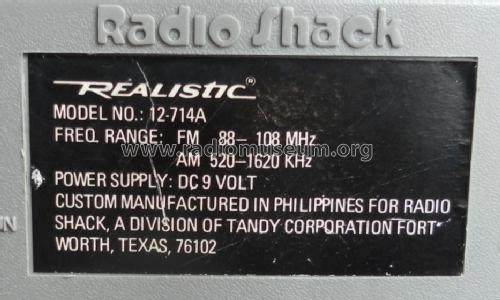 Radio Shack
REALISTIC®
MODEL NO.: 12-714A
FREQ. RANGE: FM 88-108 MHz
AM 520-1620 KHz
POWER SUPPLY: DC 9 VOLT
CUSTOM MANUFACTURED IN PHILIPPINES FOR RADIO
SHACK, A DIVISION OF TANDY CORPORATION FORT
WORTH, TEXAS, 76102
www.radiomuseum.org